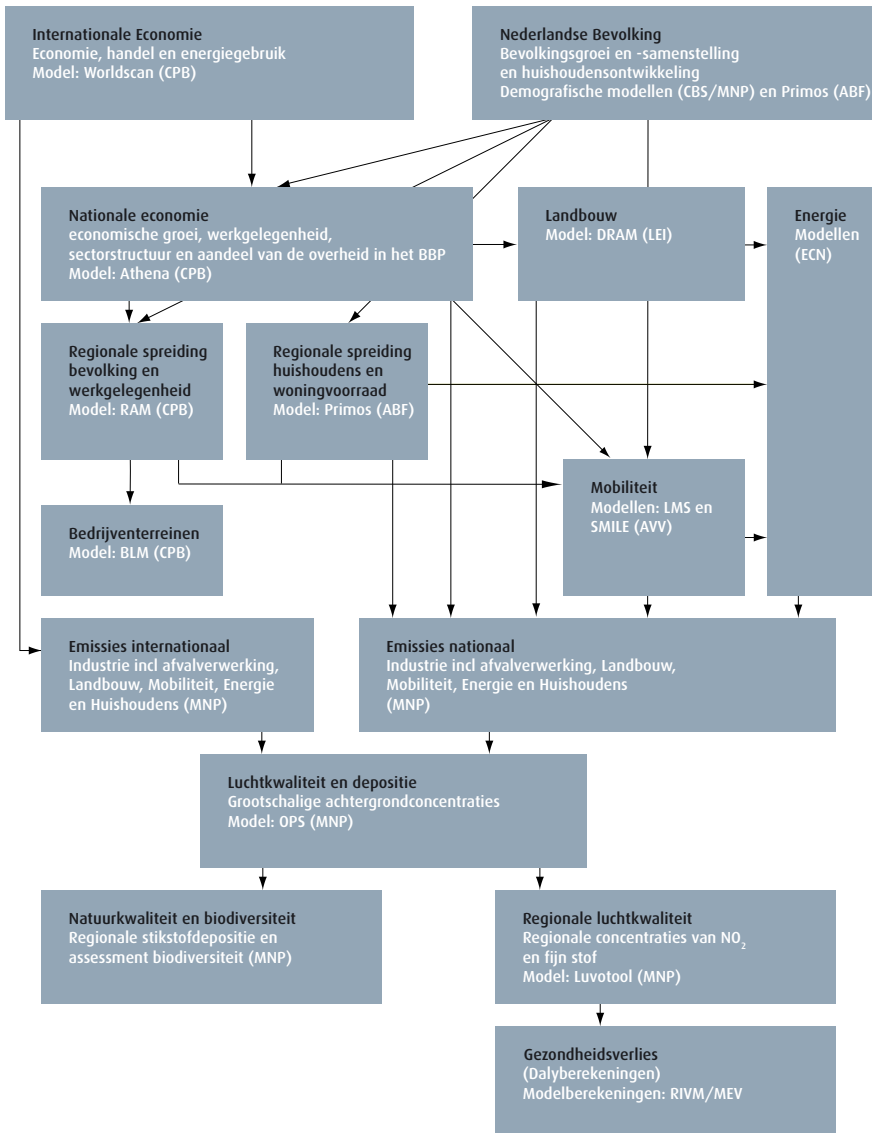 Internationale Economie
Economie, handel en energiegebruik
Model: Worldscan (CPB)
Nederlandse Bevolking
Bevolkingsgroei en -samenstelling
en huishoudensontwikkeling
Demografische modellen (CBS/MNP) en Primos (ABF)
Nationale economie
economische groei, werkgelegenheid,
sectorstructuur en aandeel van de overheid in het BBP
Model: Athena (CPB)
Landbouw
Model: DRAM (LEI)
Energie
Modellen
(ECN)
Regionale spreiding
bevolking en
werkgelegenheid
Model: RAM (CPB)
Regionale spreiding
huishoudens en
woningvoorraad
Model: Primos (ABF)
Mobiliteit
Modellen: LMS en
SMILE (AVV)
Bedrijventerreinen
Model: BLM (CPB)
Emissies internationaal
Industrie incl afvalverwerking,
Landbouw, Mobiliteit, Energie
en Huishoudens (MNP)
Emissies nationaal
Industrie incl afvalverwerking, Landbouw,
Mobiliteit, Energie en Huishoudens
(MNP)
Luchtkwaliteit en depositie
Grootschalige achtergrondconcentraties
Model: OPS (MNP)
Natuurkwaliteit en biodiversiteit
Regionale stikstofdepositie en
assessment biodiversiteit (MNP)
Regionale luchtkwaliteit
Regionale concentraties van NO₂
en fijn stof
Model: Luvotool (MNP)
Gezondheidsverlies
(Dalyberekeningen)
Modelberekeningen: RIVM/MEV